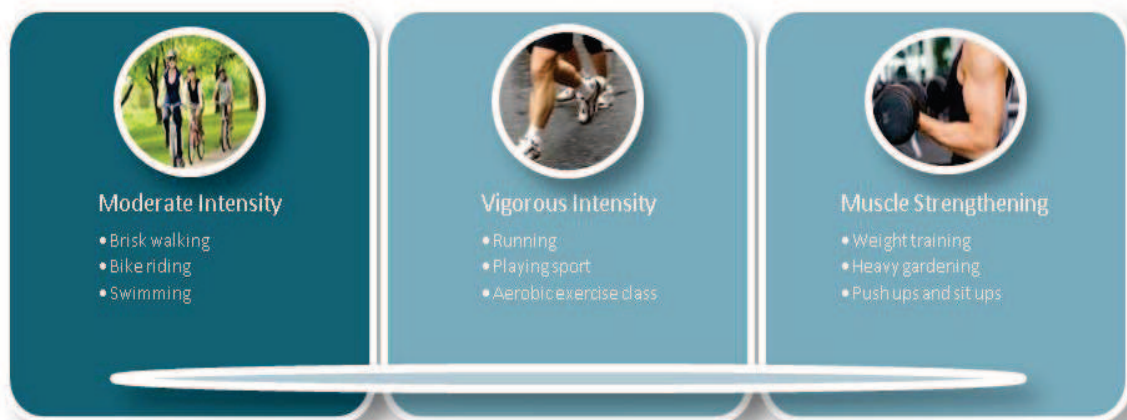 Moderate Intensity
• Brisk walking
• Bike riding
• Swimming
Vigorous Intensity
• Running
• Playing sport
• Aerobic exercise class
Muscle Strengthening
• Weight training
• Heavy gardening
• Push ups and sit ups